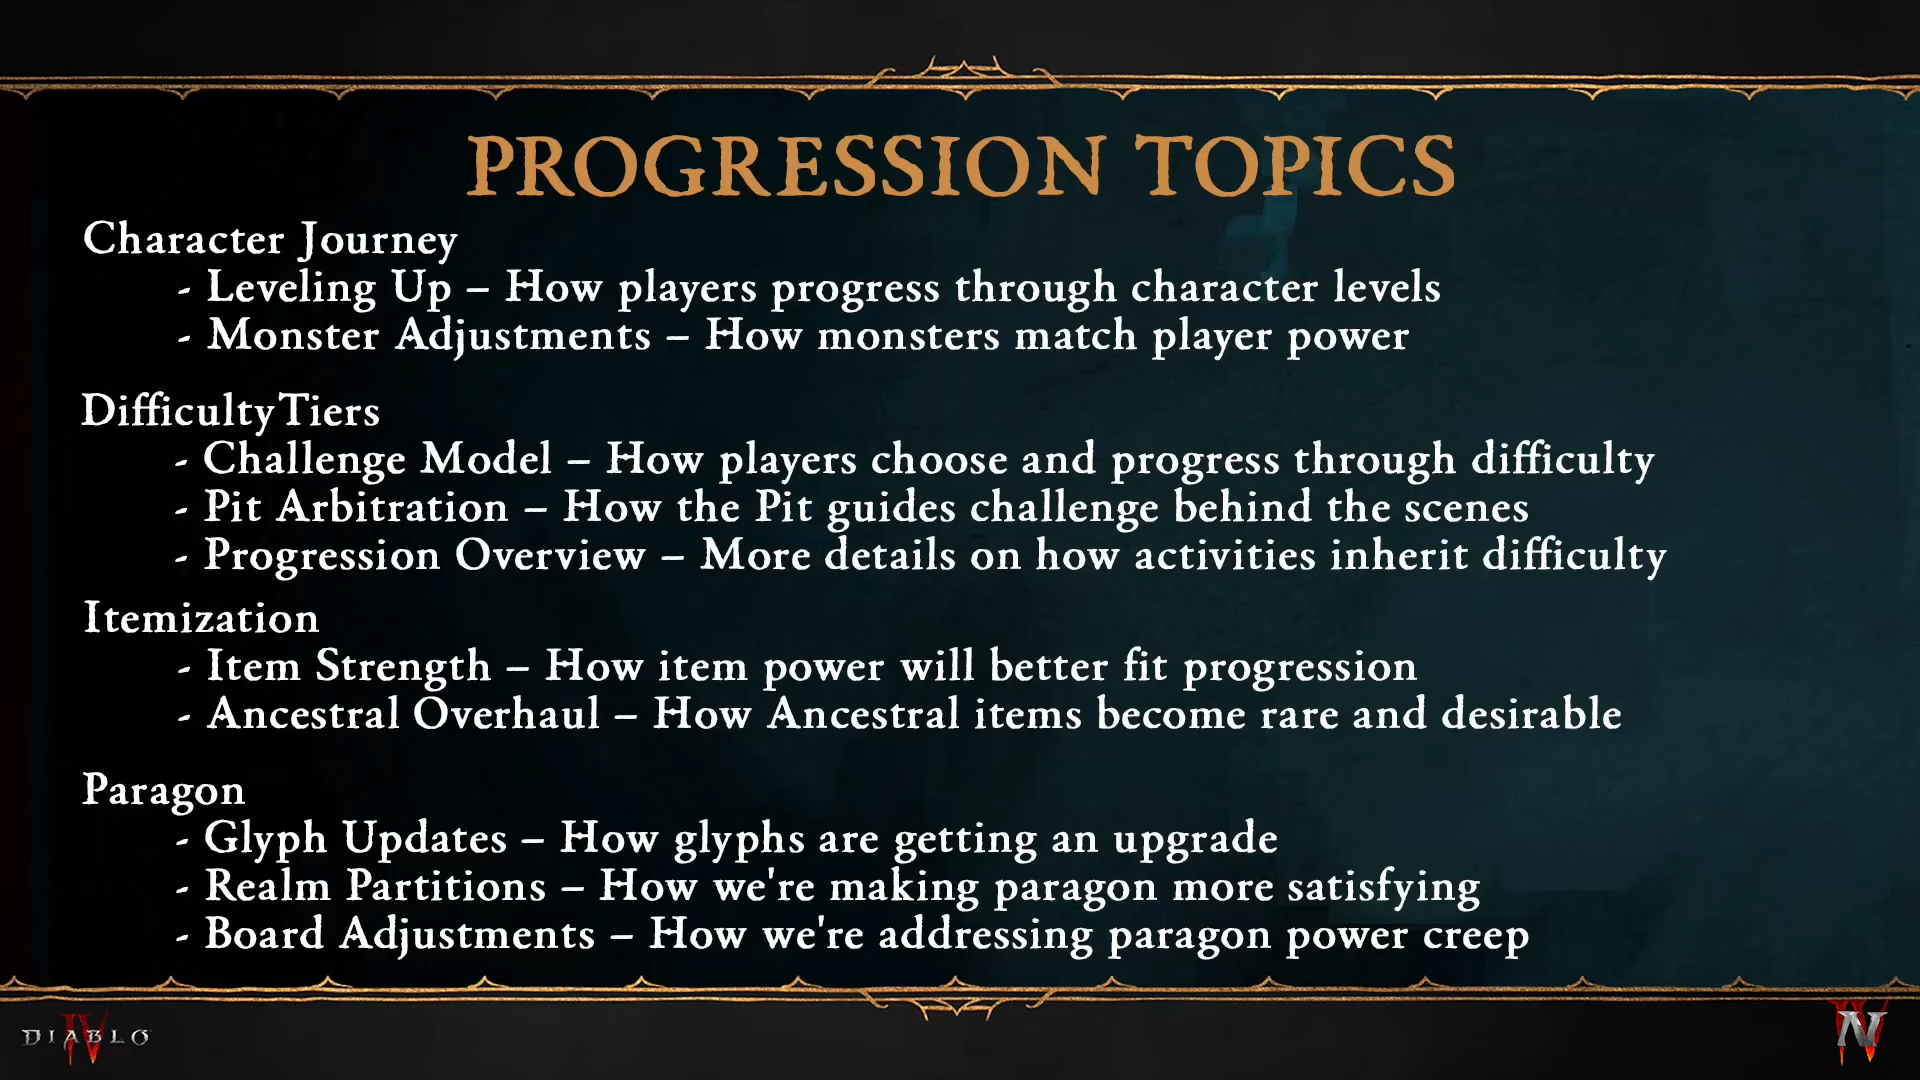 PROGRESSION TOPICS
Character Journey
- Leveling Up – How players progress through character levels
- Monster Adjustments – How monsters match player power
Difficulty Tiers
- Challenge Model – How players choose and progress through difficulty
- Pit Arbitration – How the Pit guides challenge behind the scenes
- Progression Overview – More details on how activities inherit difficulty
Itemization
- Item Strength – How item power will better fit progression
- Ancestral Overhaul – How Ancestral items become rare and desirable
Paragon
- Glyph Updates – How glyphs are getting an upgrade
- Realm Partitions – How we're making paragon more satisfying
- Board Adjustments – How we're addressing paragon power creep
DIABLO IV
IV N